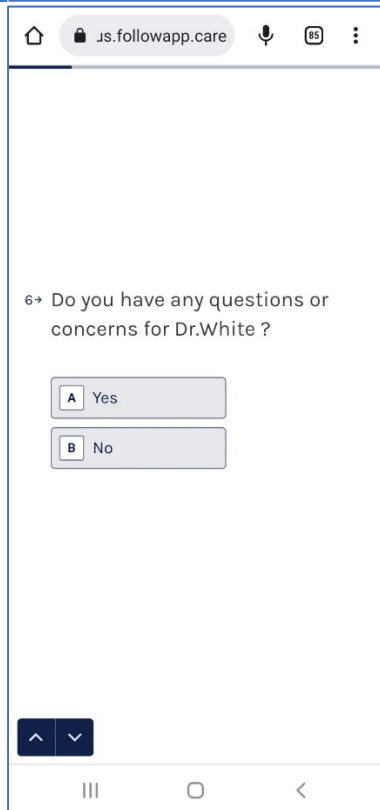 us.followapp.care
85
6→ Do you have any questions or
concerns for Dr.White ?
A Yes
B No